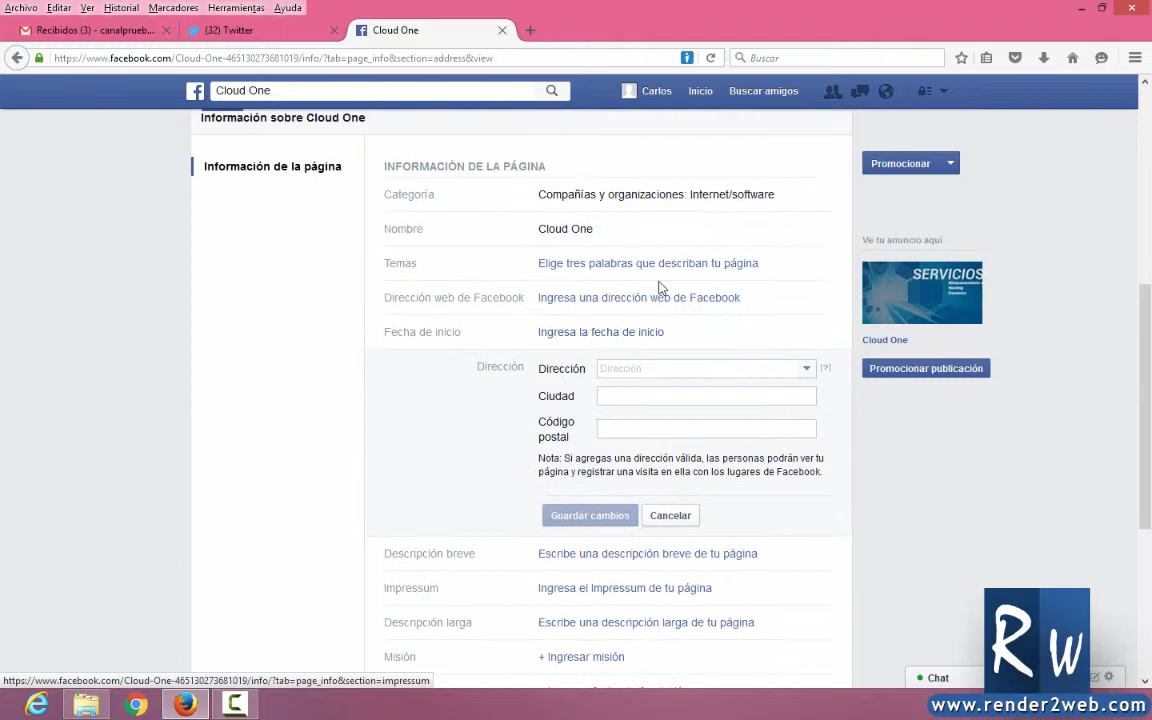 Archivo Editar Ver Historial Marcadores Herramientas Ayuda
Recibidos (3) - canalprueb... (32) Twitter Cloud One
https://www.facebook.com/Cloud-One-465130273681019/info/?tab=page_info&section=address&view
Buscar
Cloud One
Carlos Inicio Buscar amigos
Información sobre Cloud One
Información de la página
INFORMACIÓN DE LA PÁGINA
Categoría Compañías y organizaciones: Internet/software
Nombre Cloud One
Temas Elige tres palabras que describan tu página
Dirección web de Facebook Ingresa una dirección web de Facebook
Fecha de inicio Ingresa la fecha de inicio
Dirección Dirección Dirección [?]
Ciudad
Código
postal
Nota: Si agregas una dirección válida, las personas podrán ver tu
página y registrar una visita en ella con los lugares de Facebook.
Guardar cambios Cancelar
Descripción breve Escribe una descripción breve de tu página
Impressum Ingresa el Impressum de tu página
Descripción larga Escribe una descripción larga de tu página
Misión + Ingresar misión
Promocionar
Ve tu anuncio aquí
SERVICIOS
Cloud One
Promocionar publicación
https://www.facebook.com/Cloud-One-465130273681019/info/?tab=page_info&section=impressum
Chat
RW
www.render2web.com